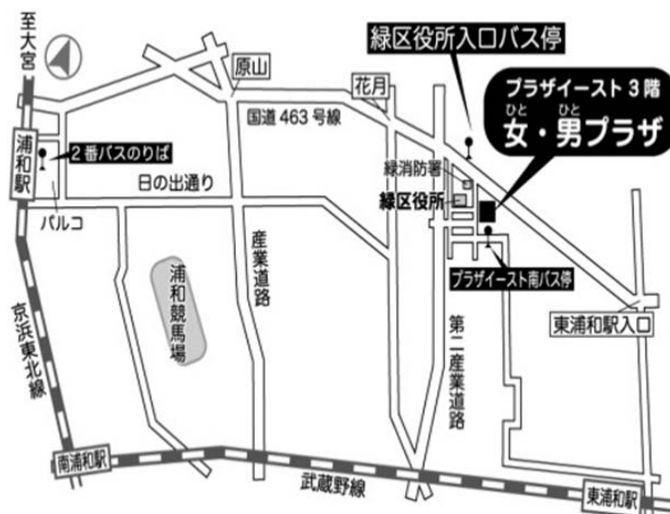 至大宮
原山
花月
緑区役所入口バス停
プラザイースト3階
ひと ひと
女・男プラザ
国道463号線
浦和駅
2番バスのりば
日の出通り
パルコ
緑消防署
緑区役所
プラザイースト南バス停
産業道路
浦和競馬場
第二産業道路
東浦和駅入口
京浜東北線
南浦和駅
武蔵野線
東浦和駅